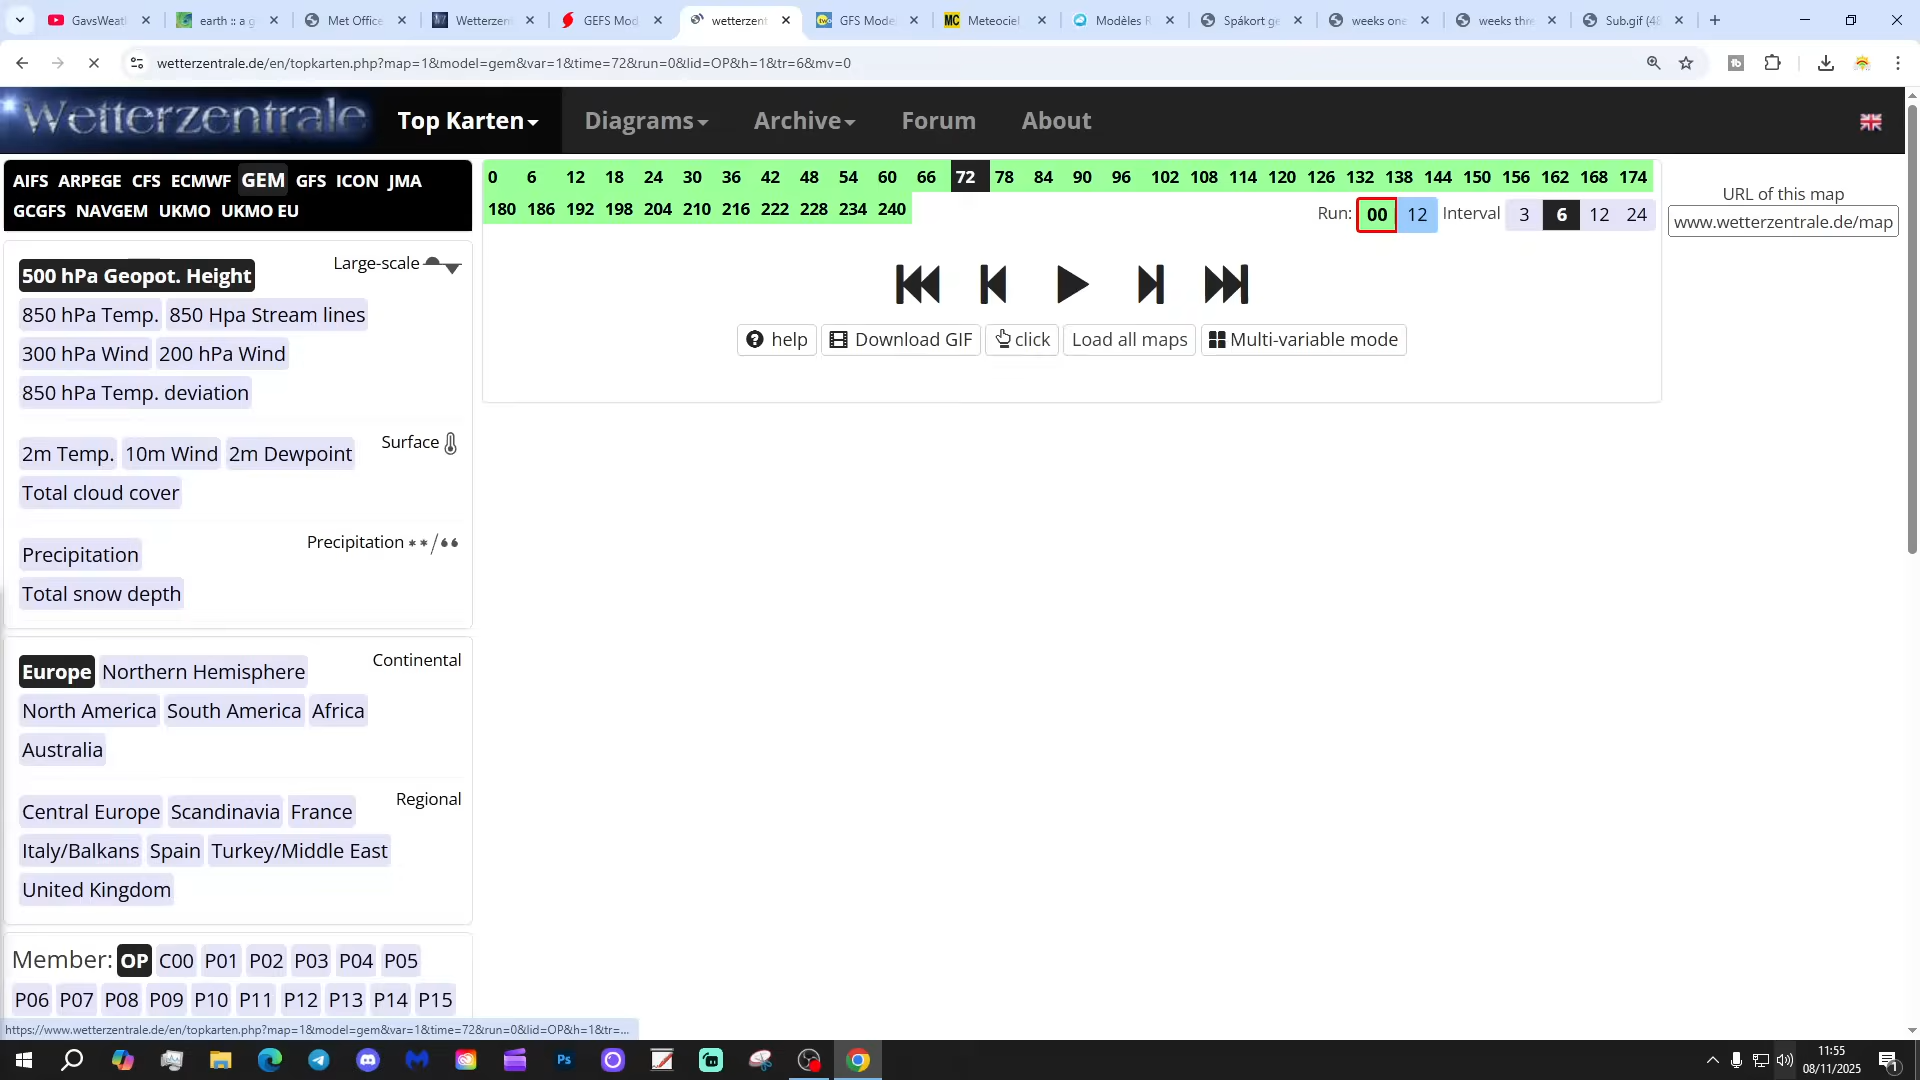 GavsWeatl
earth :: a g
Met Office
Wetterzen
GEFS Mod
wetterzent
GFS Model
Meteociel
Modèles R
Spákort ge
weeks one
weeks thre
Sub.gif (48
wetterzentrale.de/en/topkarten.php?map=1&model=gem&var=1&time=72&run=0&lid=OP&h=1&tr=6&mv=0
Wetterzentrale
Top Karten
Diagrams
Archive
Forum
About
AIFS ARPEGE CFS ECMWF GEM GFS ICON JMA
GCGFS NAVGEM UKMO UKMO EU
0 6 12 18 24 30 36 42 48 54 60 66 72 78 84 90 96 102 108 114 120 126 132 138 144 150 156 162 168 174
180 186 192 198 204 210 216 222 228 234 240
Run: 00 12 Interval 3 6 12 24
URL of this map
www.wetterzentrale.de/map
help
Download GIF
click
Load all maps
Multi-variable mode
Large-scale
500 hPa Geopot. Height
850 hPa Temp. 850 Hpa Stream lines
300 hPa Wind 200 hPa Wind
850 hPa Temp. deviation
Surface
2m Temp. 10m Wind 2m Dewpoint
Total cloud cover
Precipitation
Precipitation
Total snow depth
Continental
Europe Northern Hemisphere
North America South America Africa
Australia
Regional
Central Europe Scandinavia France
Italy/Balkans Spain Turkey/Middle East
United Kingdom
Member: OP C00 P01 P02 P03 P04 P05
P06 P07 P08 P09 P10 P11 P12 P13 P14 P15
https://www.wetterzentrale.de/en/topkarten.php?map=1&model=gem&var=1&time=72&run=0&lid=OP&h=1&tr=...
Ps
11:55
08/11/2025
1